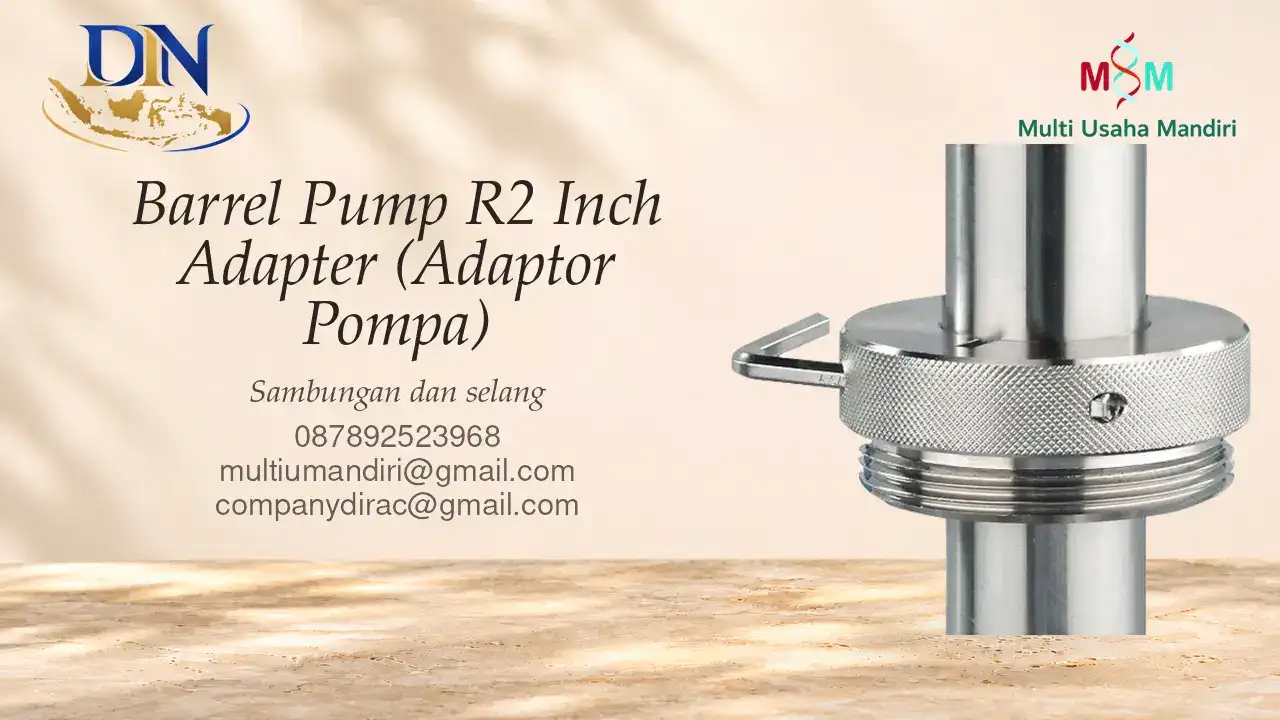 DN
M M
Multi Usaha Mandiri
Barrel Pump R2 Inch
Adapter (Adaptor
Pompa)
Sambungan dan selang
087892523968
multiumandiri@gmail.com
companydirac@gmail.com